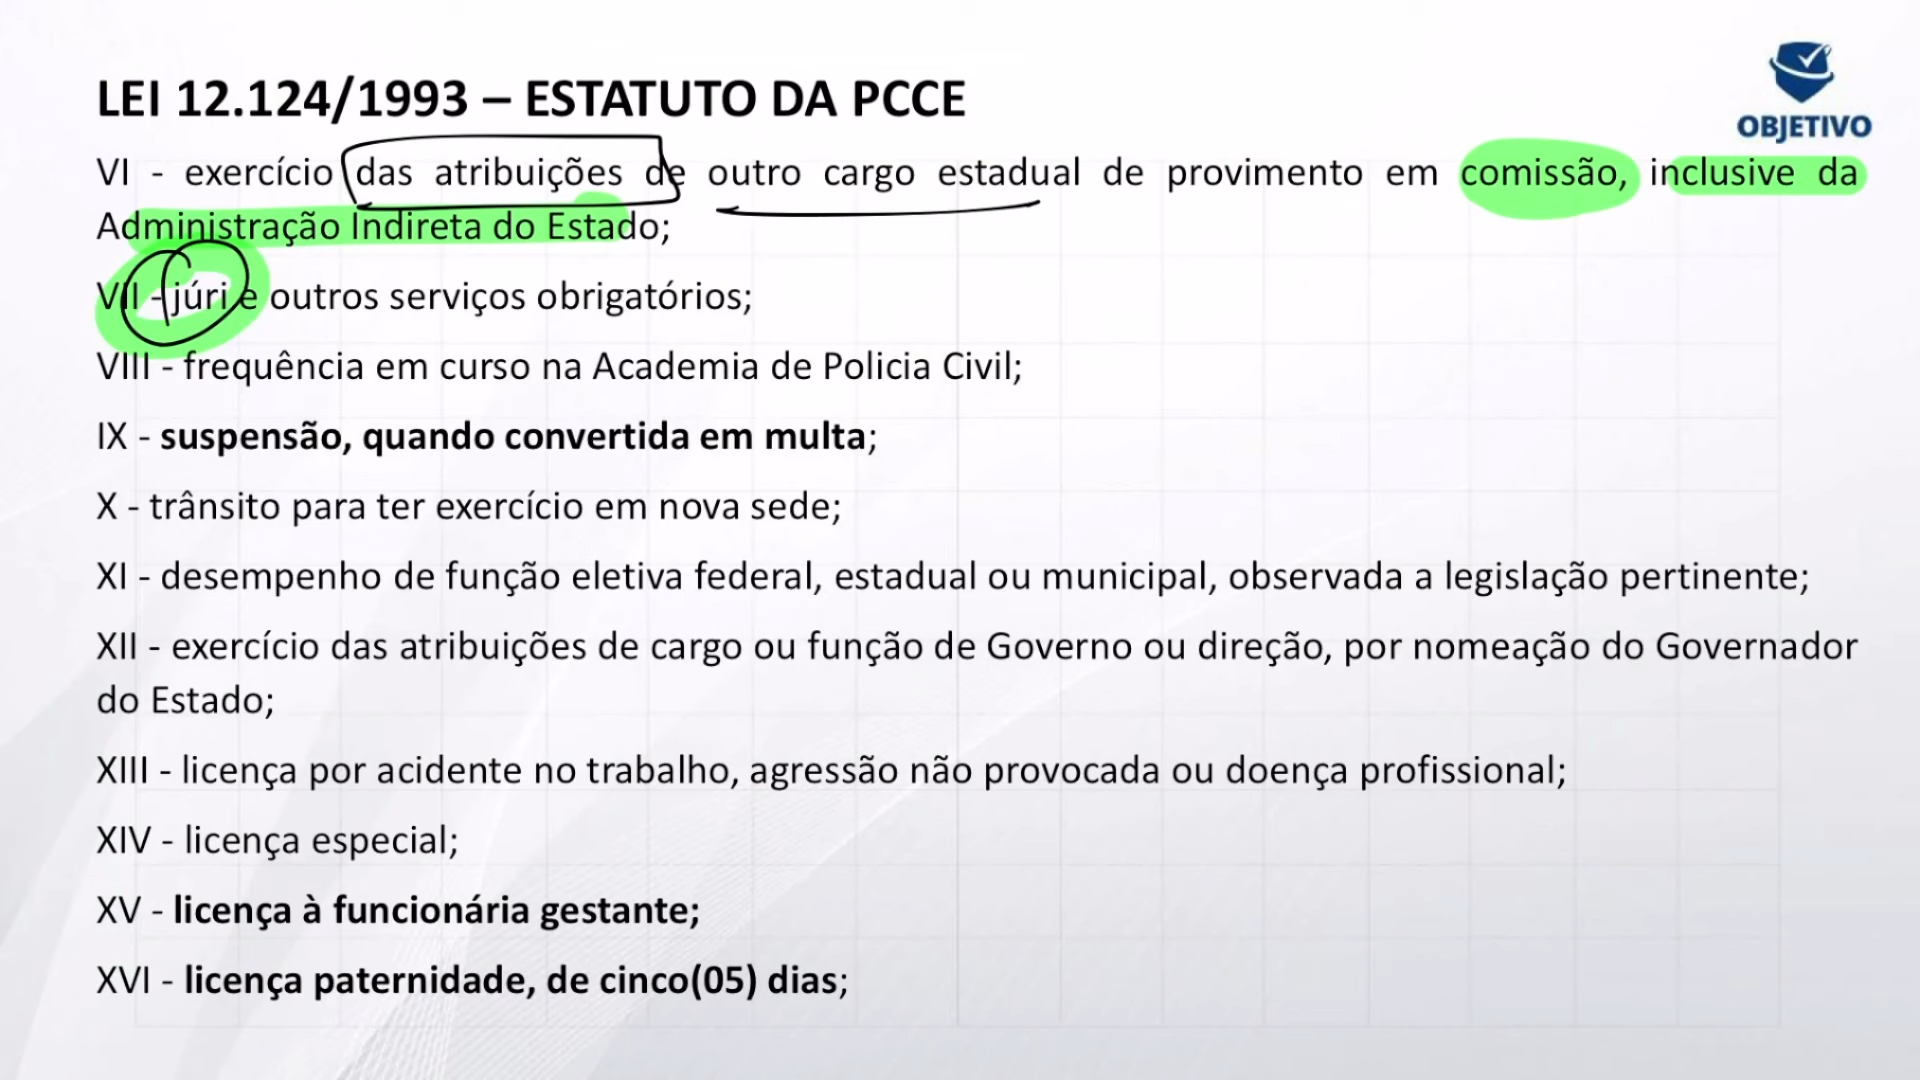 LEI 12.124/1993 – ESTATUTO DA PCCE
OBJETIVO
VI - exercício das atribuições de outro cargo estadual de provimento em comissão, inclusive da
Administração Indireta do Estado;
VII - júri e outros serviços obrigatórios;
VIII - frequência em curso na Academia de Policia Civil;
IX - suspensão, quando convertida em multa;
X - trânsito para ter exercício em nova sede;
XI - desempenho de função eletiva federal, estadual ou municipal, observada a legislação pertinente;
XII - exercício das atribuições de cargo ou função de Governo ou direção, por nomeação do Governador
do Estado;
XIII - licença por acidente no trabalho, agressão não provocada ou doença profissional;
XIV - licença especial;
XV - licença à funcionária gestante;
XVI - licença paternidade, de cinco(05) dias;